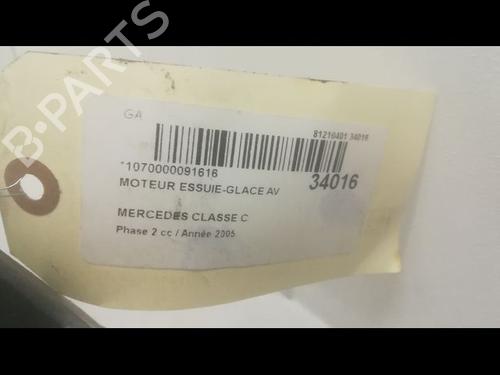 B-PARTS
GA
81210401 34016
*1070000091616
MOTEUR ESSUIE-GLACE AV
34016
MERCEDES CLASSE C
Phase 2 cc / Année 2005